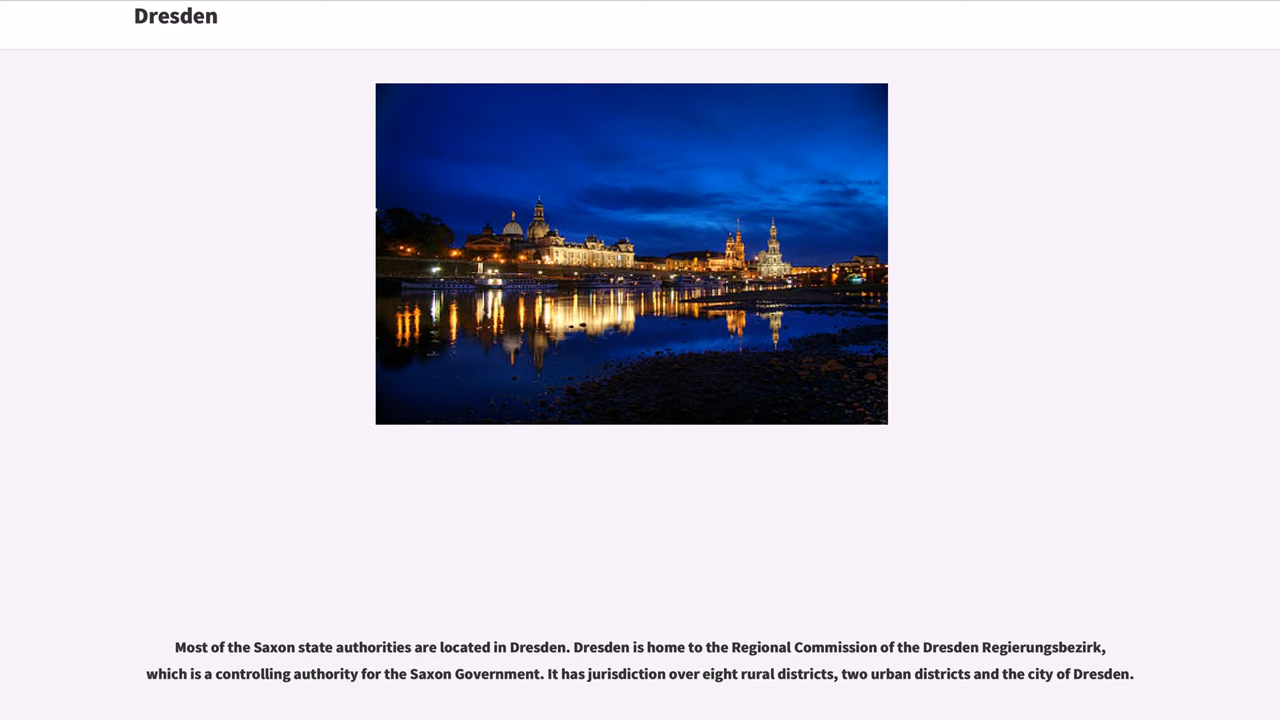 Dresden
Most of the Saxon state authorities are located in Dresden. Dresden is home to the Regional Commission of the Dresden Regierungsbezirk,
which is a controlling authority for the Saxon Government. It has jurisdiction over eight rural districts, two urban districts and the city of Dresden.